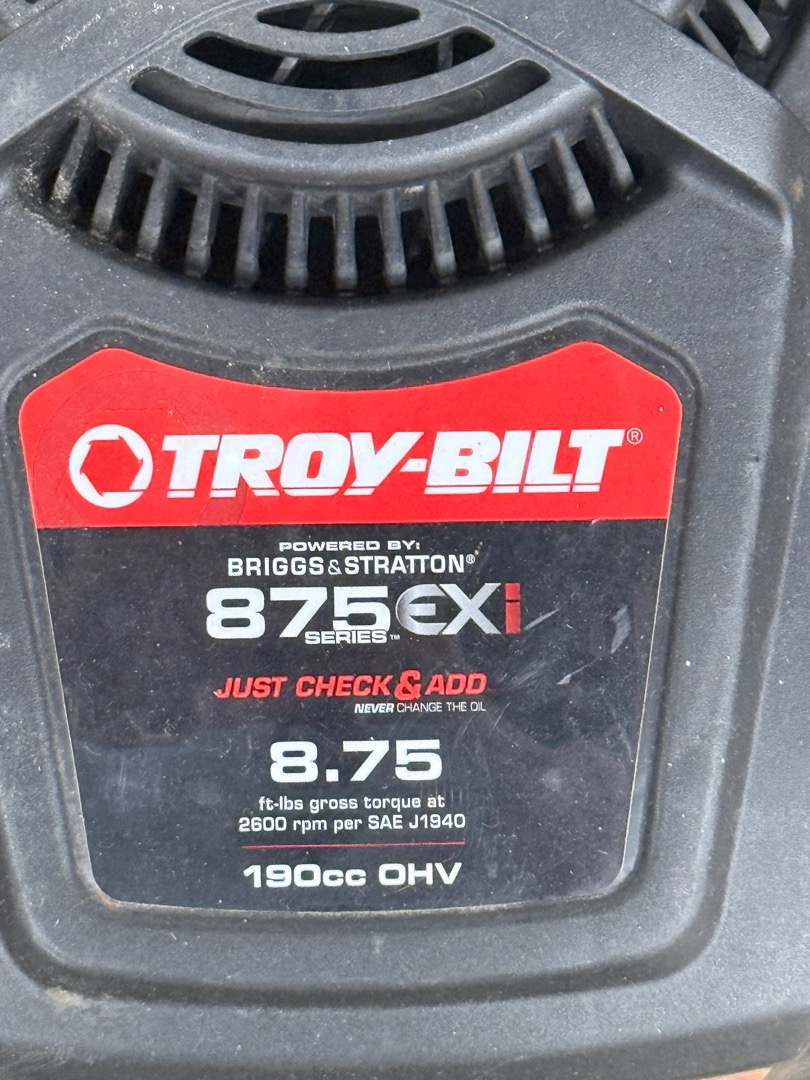 TROY-BILT®
POWERED BY:
BRIGGS & STRATTON®
875 EXi
SERIES™
JUST CHECK & ADD
NEVER CHANGE THE OIL
8.75
ft-lbs gross torque at
2600 rpm per SAE J1940
190cc OHV